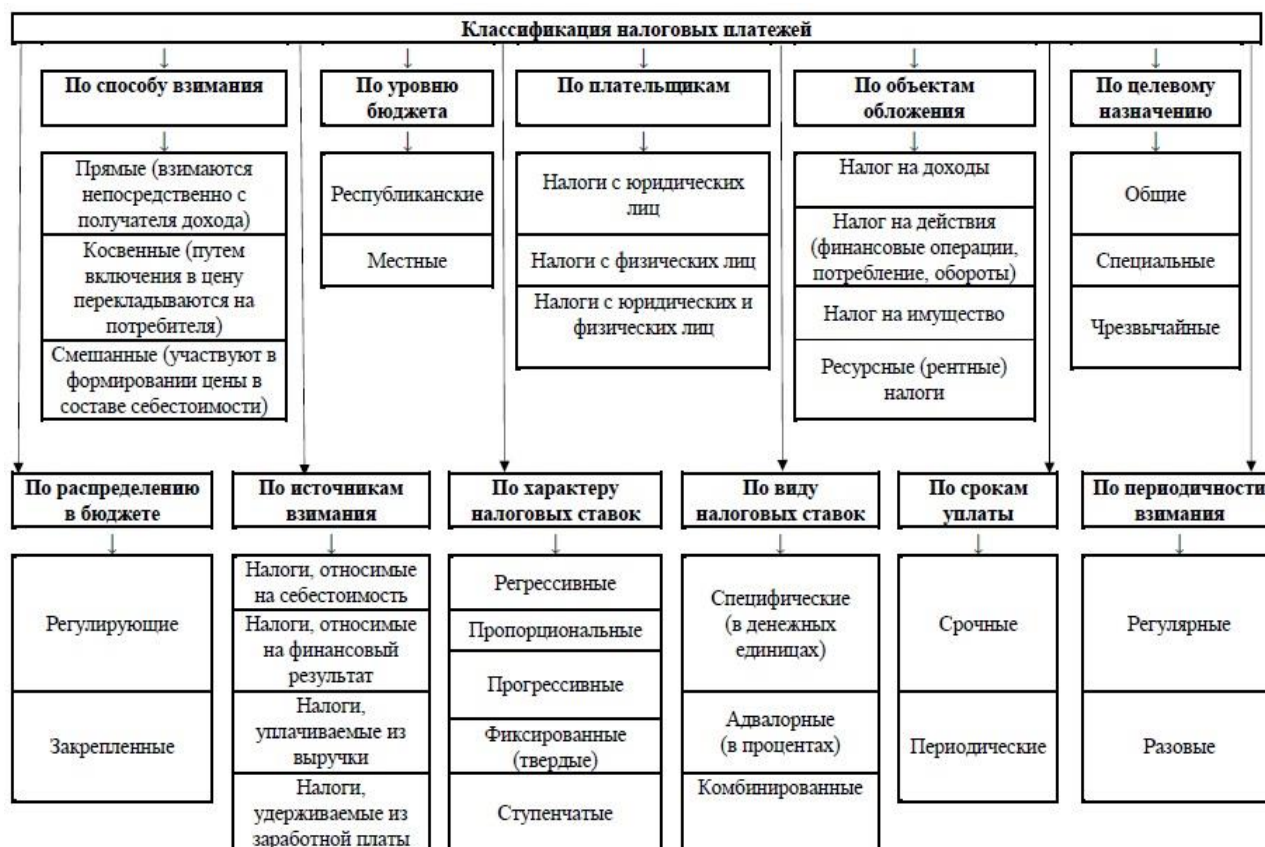 Классификация налоговых платежей
По способу взимания
Прямые (взимаются
непосредственно с
получателя дохода)
Косвенные (путем
включения в цену
перекладываются на
потребителя)
Смешанные (участвуют в
формировании цены в
составе себестоимости)
По уровню
бюджета
Республиканские
Местные
По плательщикам
Налоги с юридических
лиц
Налоги с физических лиц
Налоги с юридических и
физических лиц
По объектам
обложения
Налог на доходы
Налог на действия
(финансовые операции,
потребление, обороты)
Налог на имущество
Ресурсные (рентные)
налоги
По целевому
назначению
Общие
Специальные
Чрезвычайные
По распределению
в бюджете
Регулирующие
Закрепленные
По источникам
взимания
Налоги, относимые
на себестоимость
Налоги, относимые
на финансовый
результат
Налоги,
уплачиваемые из
выручки
Налоги,
удерживаемые из
заработной платы
По характеру
налоговых ставок
Регрессивные
Пропорциональные
Прогрессивные
Фиксированные
(твердые)
Ступенчатые
По виду
налоговых ставок
Специфические
(в денежных
единицах)
Адвалорные
(в процентах)
Комбинированные
По срокам
уплаты
Срочные
Периодические
По периодичности
взимания
Регулярные
Разовые